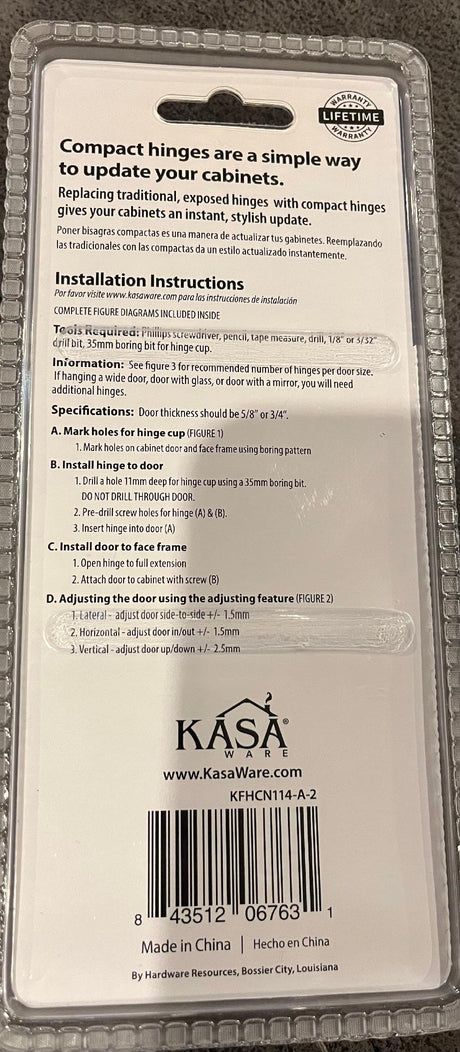 WARRANTY
LIFETIME
WARRANTY
Compact hinges are a simple way
to update your cabinets.
Replacing traditional, exposed hinges with compact hinges
gives your cabinets an instant, stylish update.
Poner bisagras compactas es una manera de actualizar tus gabinetes. Reemplazando
las tradicionales con las compactas da un estilo actualizado instantemente.
Installation Instructions
Por favor visite www.kasaware.com para las instrucciones de instalación
COMPLETE FIGURE DIAGRAMS INCLUDED INSIDE
Tools Required: Phillips screwdriver, pencil, tape measure, drill, 1/8" or 3/32"
drill bit, 35mm boring bit for hinge cup.
Information: See figure 3 for recommended number of hinges per door size.
If hanging a wide door, door with glass, or door with a mirror, you will need
additional hinges.
Specifications: Door thickness should be 5/8" or 3/4".
A. Mark holes for hinge cup (FIGURE 1)
1. Mark holes on cabinet door and face frame using boring pattern
B. Install hinge to door
1. Drill a hole 11mm deep for hinge cup using a 35mm boring bit.
DO NOT DRILL THROUGH DOOR.
2. Pre-drill screw holes for hinge (A) & (B).
3. Insert hinge into door (A)
C. Install door to face frame
1. Open hinge to full extension
2. Attach door to cabinet with screw (B)
D. Adjusting the door using the adjusting feature (FIGURE 2)
1. Lateral - adjust door side-to-side +/- 1.5mm
2. Horizontal - adjust door in/out +/- 1.5mm
3. Vertical - adjust door up/down +/- 2.5mm
KASA®
WARE
www.KasaWare.com
KFHCN114-A-2
8 43512 06763 1
Made in China | Hecho en China
By Hardware Resources, Bossier City, Louisiana